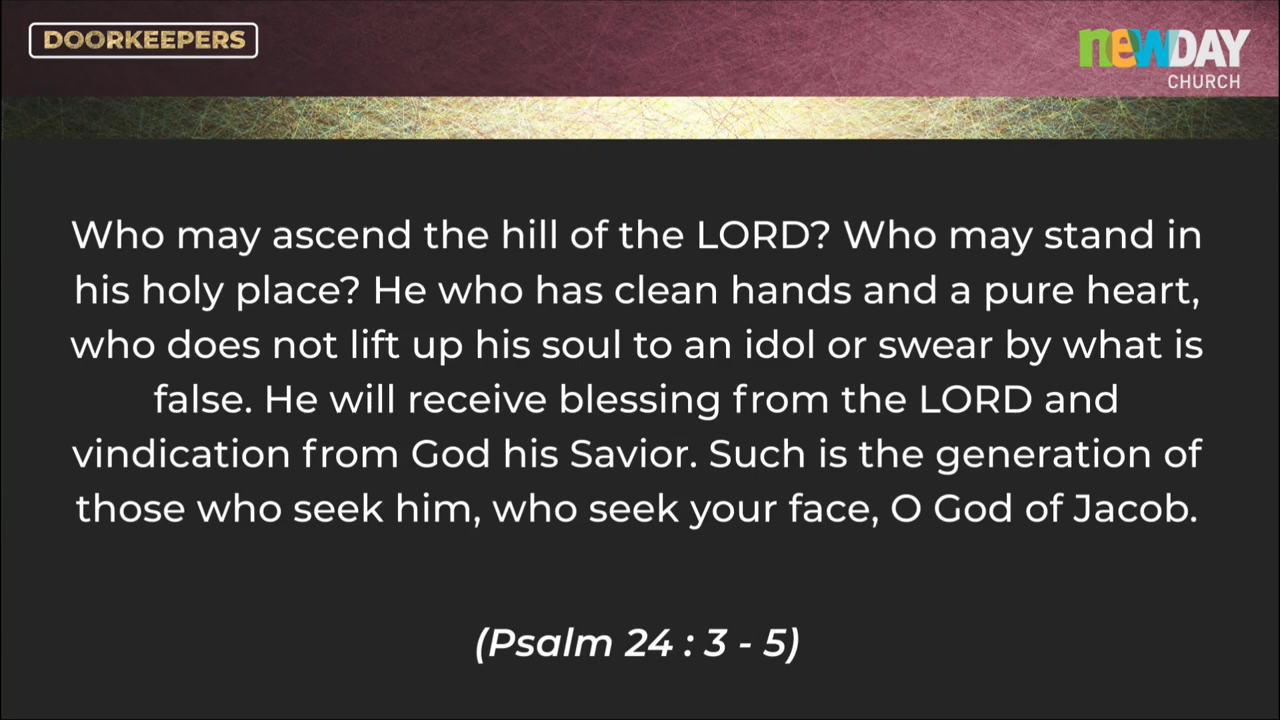 DOORKEEPERS
newDAY
CHURCH
Who may ascend the hill of the LORD? Who may stand in
his holy place? He who has clean hands and a pure heart,
who does not lift up his soul to an idol or swear by what is
false. He will receive blessing from the LORD and
vindication from God his Savior. Such is the generation of
those who seek him, who seek your face, O God of Jacob.
(Psalm 24 : 3 - 5)